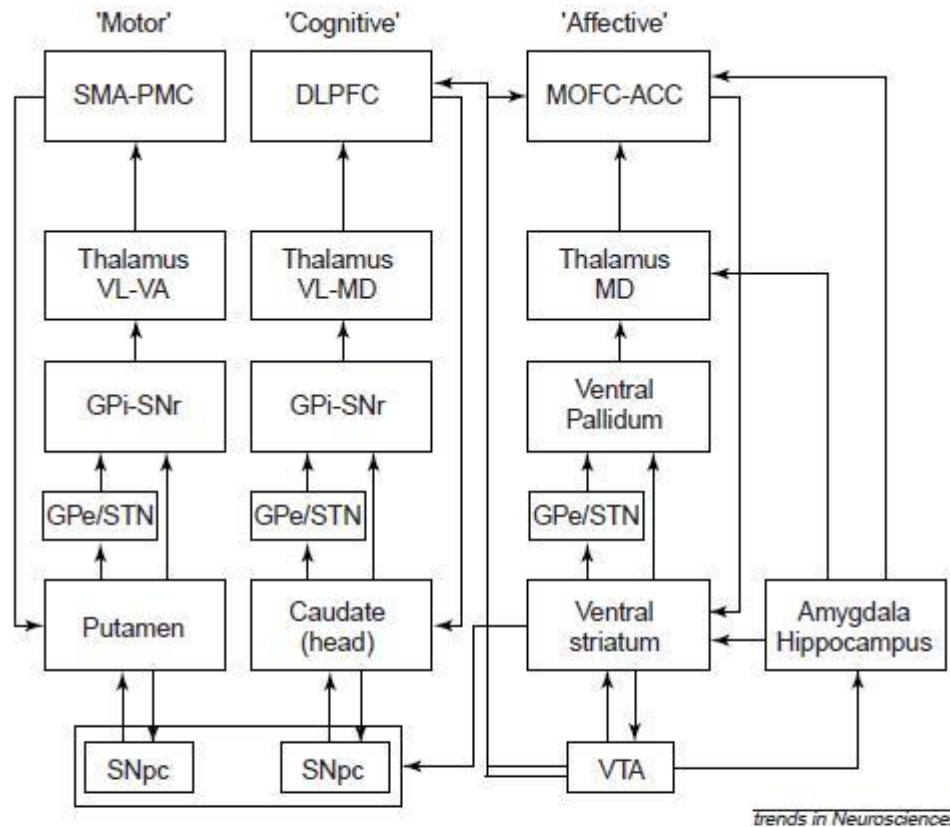 'Motor' 'Cognitive' 'Affective'
SMA-PMC DLPFC MOFC-ACC
Thalamus Thalamus Thalamus
VL-VA VL-MD MD
GPi-SNr GPi-SNr Ventral
Pallidum
GPe/STN GPe/STN GPe/STN
Putamen Caudate Ventral Amygdala
(head) striatum Hippocampus
SNpc SNpc VTA
trends in Neuroscience